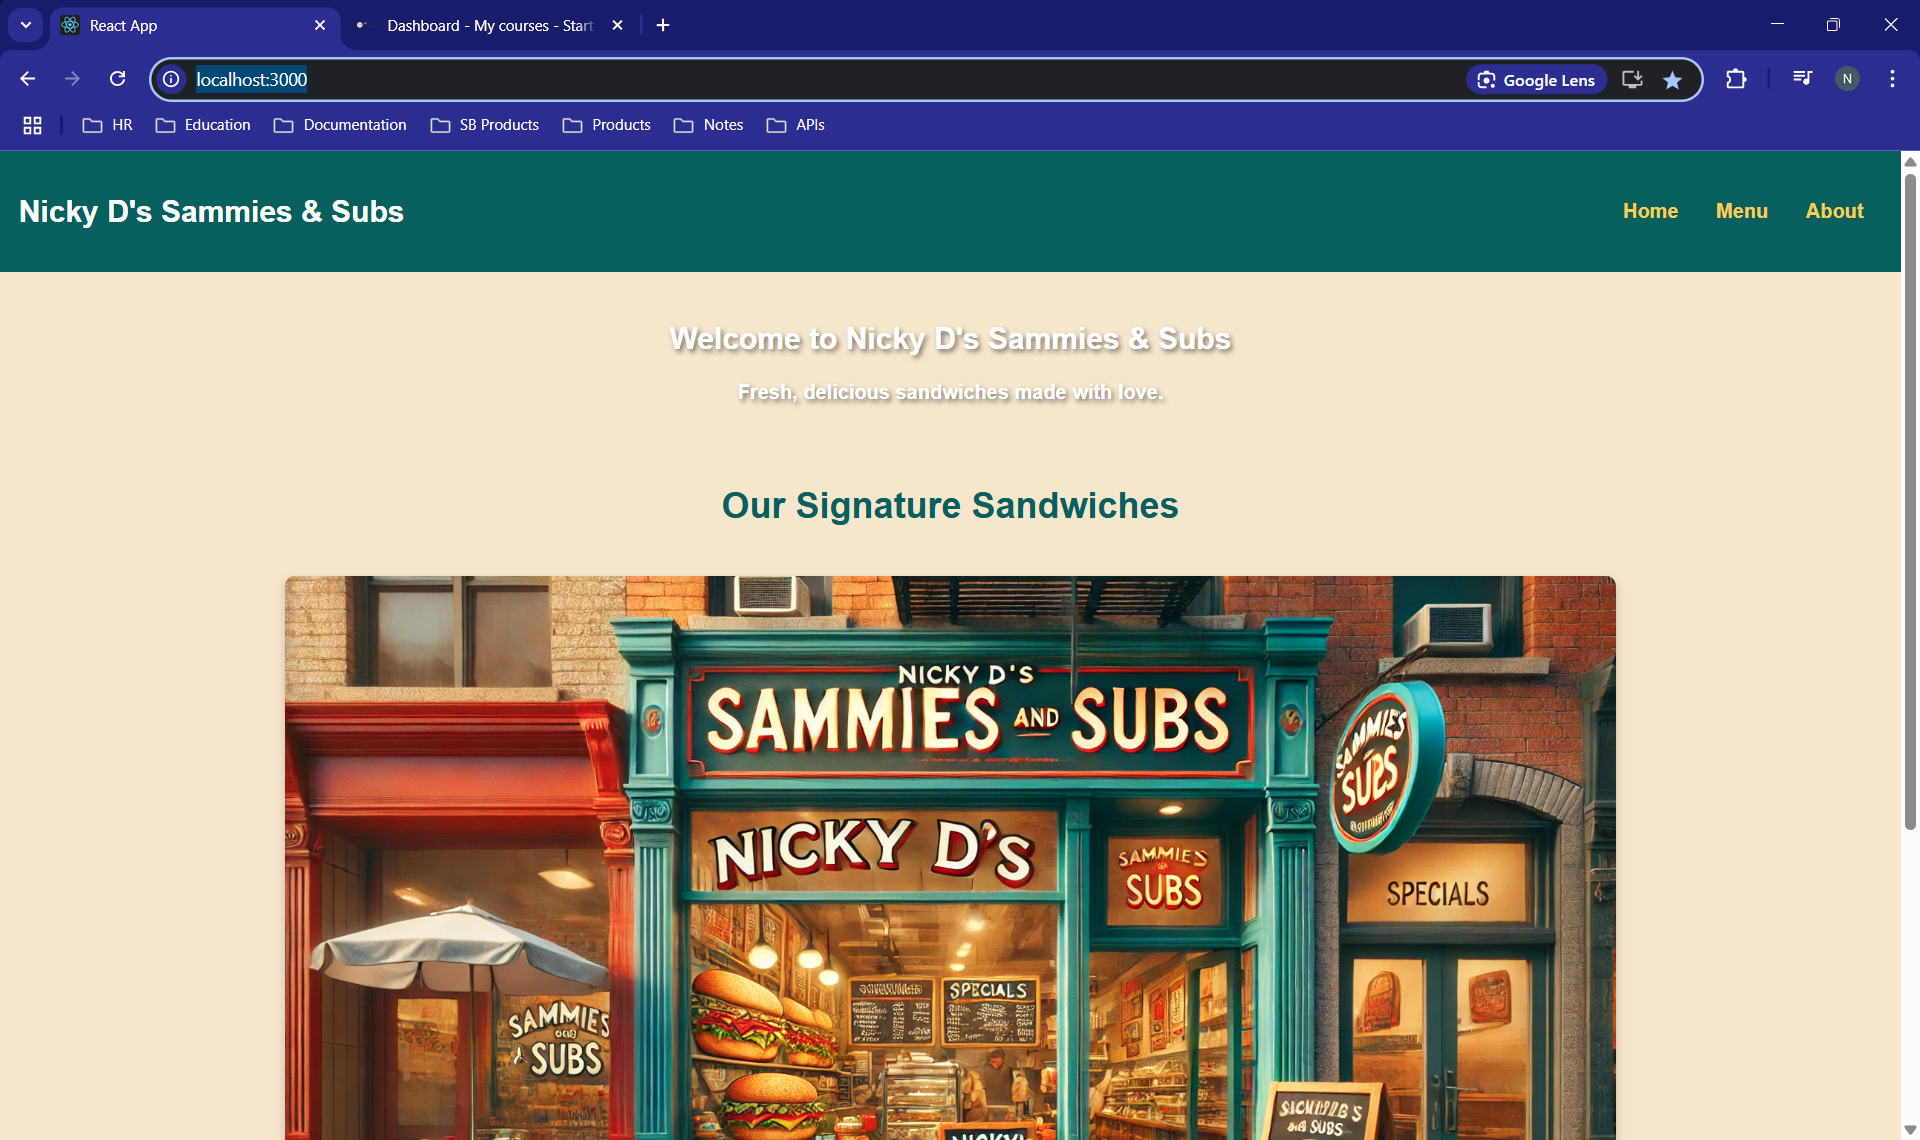 React App
Dashboard - My courses - Start
localhost:3000
Google Lens
N
HR
Education
Documentation
SB Products
Products
Notes
APIs
Nicky D's Sammies & Subs
Home
Menu
About
Welcome to Nicky D's Sammies & Subs
Fresh, delicious sandwiches made with love.
Our Signature Sandwiches
NICKY D'S
SAMMIES AND SUBS
SAMMIES
SUBS
NICKY D'S
SAMMIES
SUBS
SPECIALS
SPECIALS
SAMMIES
AND
SUBS
SUBS